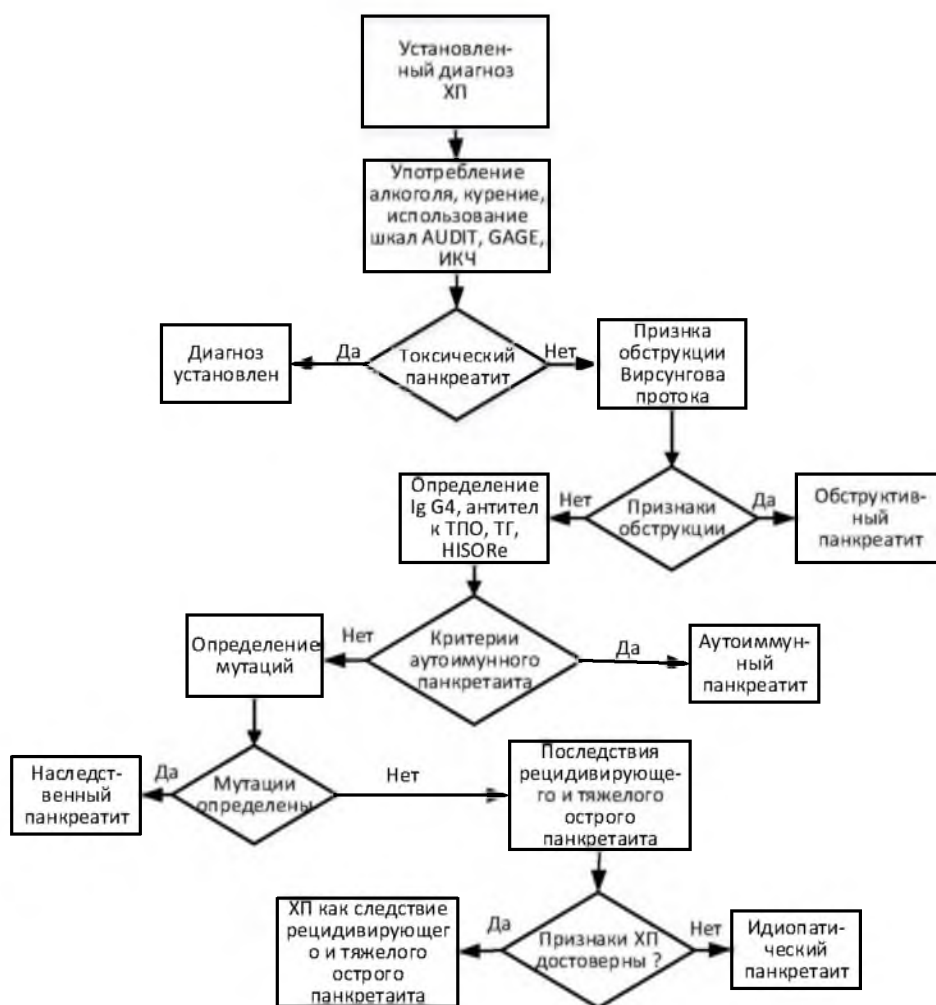 Установлен-
ный диагноз
ХП
Употребление
алкоголя, курение,
использование
шкал AUDIT, GAGE,
ИКЧ
Диагноз
установлен
Да
Токсический
панкреатит
Нет
Признка
обструкции
Вирсунгова
протока
Определение
Ig G4, антител
к ТПО, ТГ,
HISORe
Нет
Признаки
обструкции
Да
Обструктив-
ный
панкреатит
Определение
мутаций
Нет
Критерии
аутоимунного
панкретаита
Да
Аутоиммун-
ный
панкреатит
Наследст-
венный
панкреатит
Да
Мутации
определены
Нет
Последствия
рецидивирующе-
го и тяжелого
острого
панкретаита
ХП как следствие
рецидивирующе
го и тяжелого
острого
панкретаита
Да
Признаки ХП
достоверны ?
Нет
Идиопати-
ческий
панкретаит